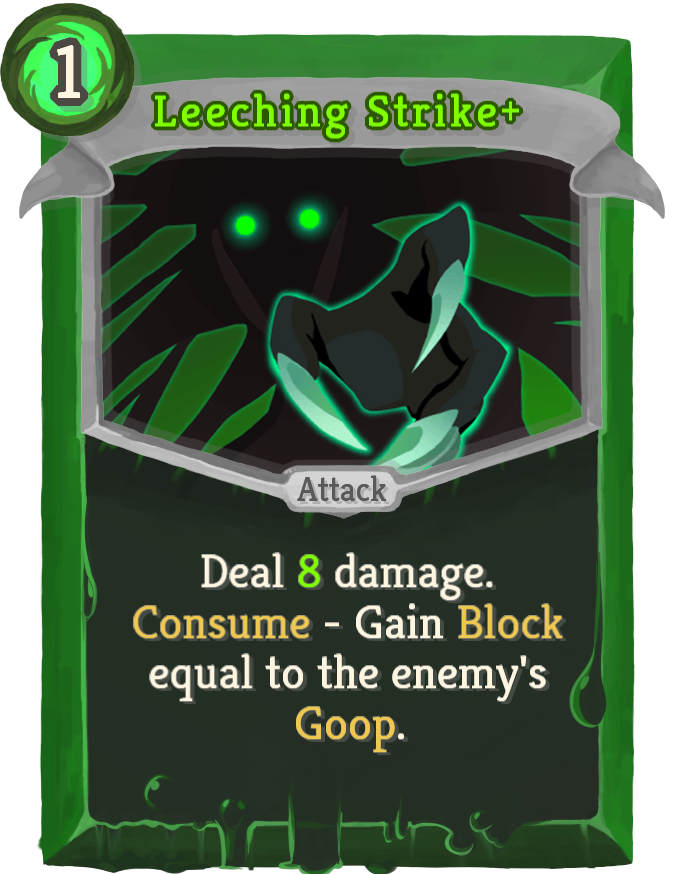 1
Leeching Strike+
Attack
Deal 8 damage.
Consume - Gain Block
equal to the enemy's
Goop.